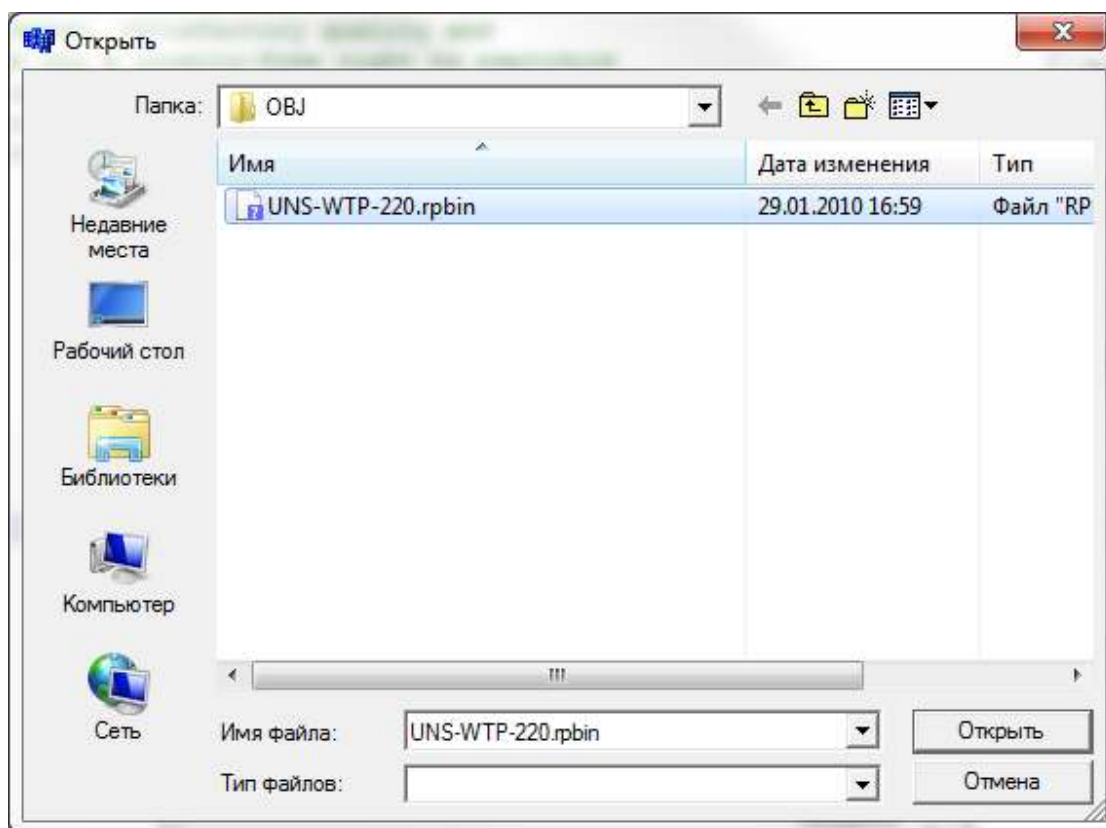 Открыть
Папка: OBJ
Имя Дата изменения Тип
UNS-WTP-220.rpbin 29.01.2010 16:59 Файл "RP
Недавние
места
Рабочий стол
Библиотеки
Компьютер
Сеть
Имя файла: UNS-WTP-220.rpbin Открыть
Тип файлов: Отмена